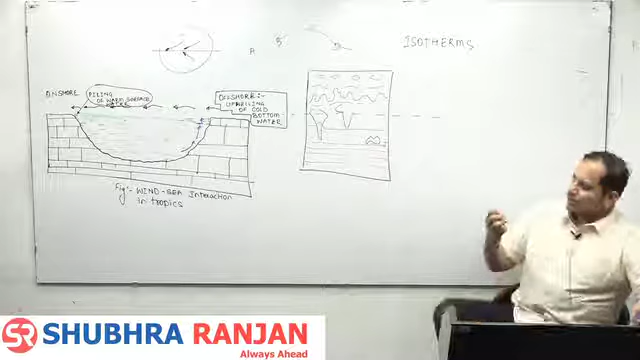 ISOTHERMS
ONSHORE
PILING
OF WARM SURFACE
WATER
OFFSHORE:-
UPWELLING
OF COLD
BOTTOM
WATER
Fig:- WIND-SEA Interaction
in tropics
SR SHUBHRA RANJAN
Always Ahead